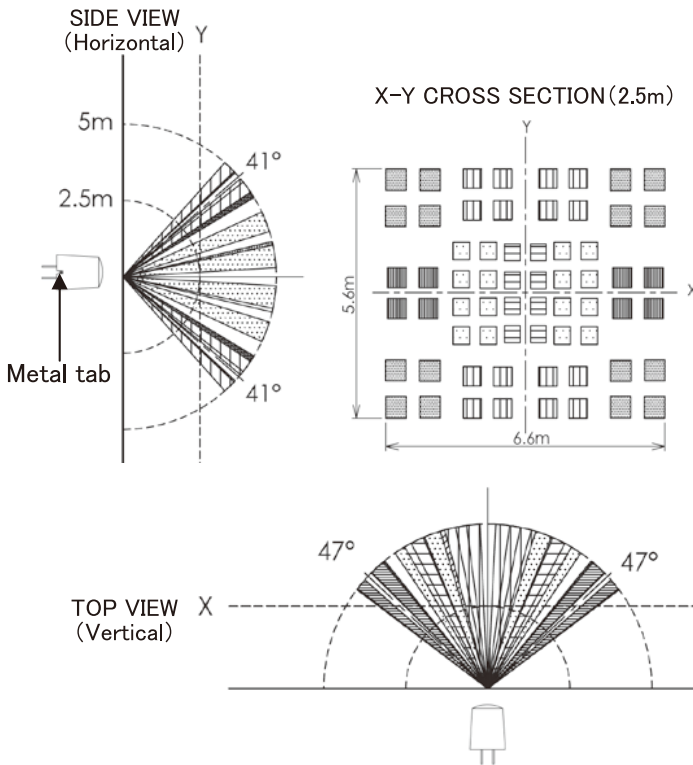 SIDE VIEW
(Horizontal)
Y
5m
41°
2.5m
41°
Metal tab
X-Y CROSS SECTION(2.5m)
Y
X
5.6m
6.6m
47°
47°
TOP VIEW
(Vertical)
X